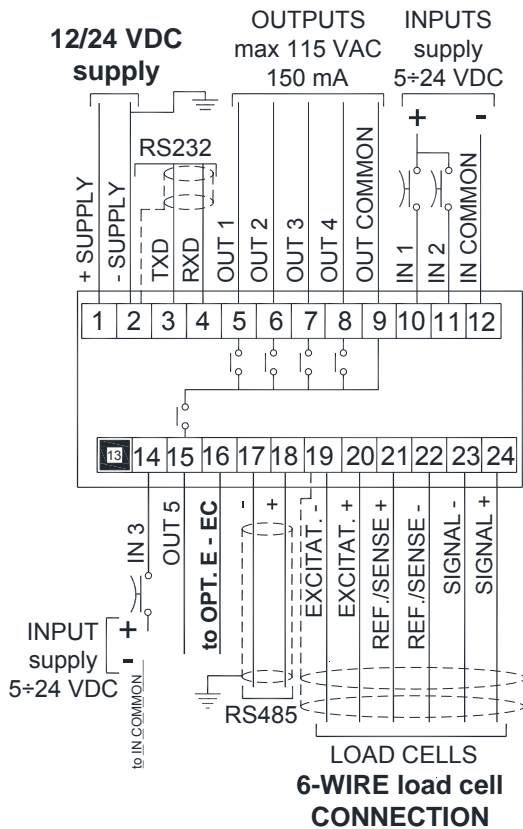 12/24 VDC
supply
OUTPUTS
max 115 VAC
150 mA
INPUTS
supply
5÷24 VDC
+
-
RS232
+ SUPPLY
- SUPPLY
TXD
RXD
OUT 1
OUT 2
OUT 3
OUT 4
OUT COMMON
IN 1
IN 2
IN COMMON
1 2 3 4 5 6 7 8 9 10 11 12
13 14 15 16 17 18 19 20 21 22 23 24
IN 3
OUT 5
to OPT. E - EC
-
+
EXCITAT. -
EXCITAT. +
REF./SENSE +
REF./SENSE -
SIGNAL -
SIGNAL +
INPUT
supply
5÷24 VDC
+
-
to IN COMMON
RS485
LOAD CELLS
6-WIRE load cell
CONNECTION